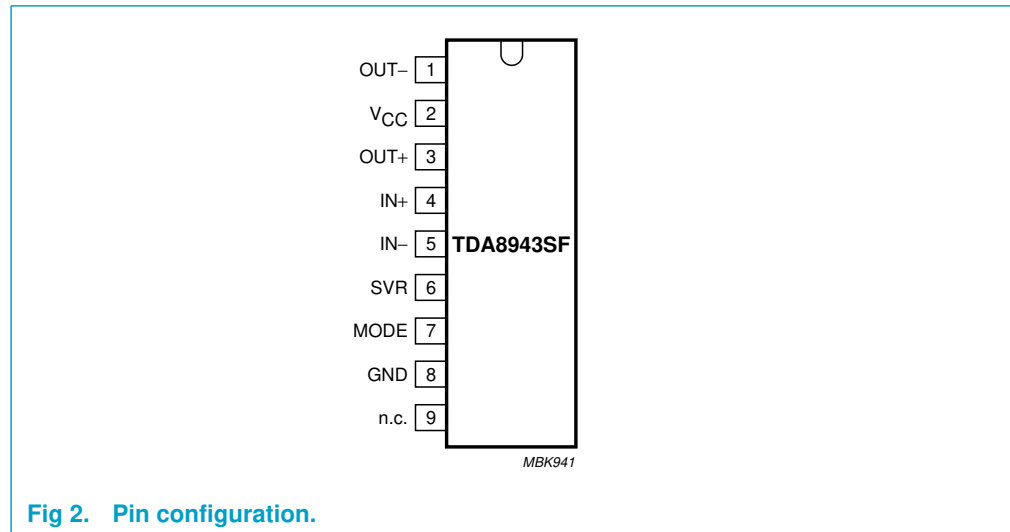 OUT− 1
VCC 2
OUT+ 3
IN+ 4
IN− 5 TDA8943SF
SVR 6
MODE 7
GND 8
n.c. 9
MBK941
Fig 2. Pin configuration.